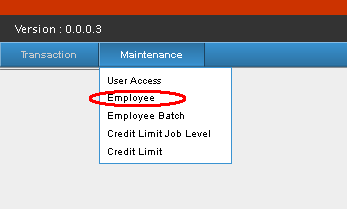 Version : 0.0.0.3
Transaction Maintenance
User Access
Employee
Employee Batch
Credit Limit Job Level
Credit Limit